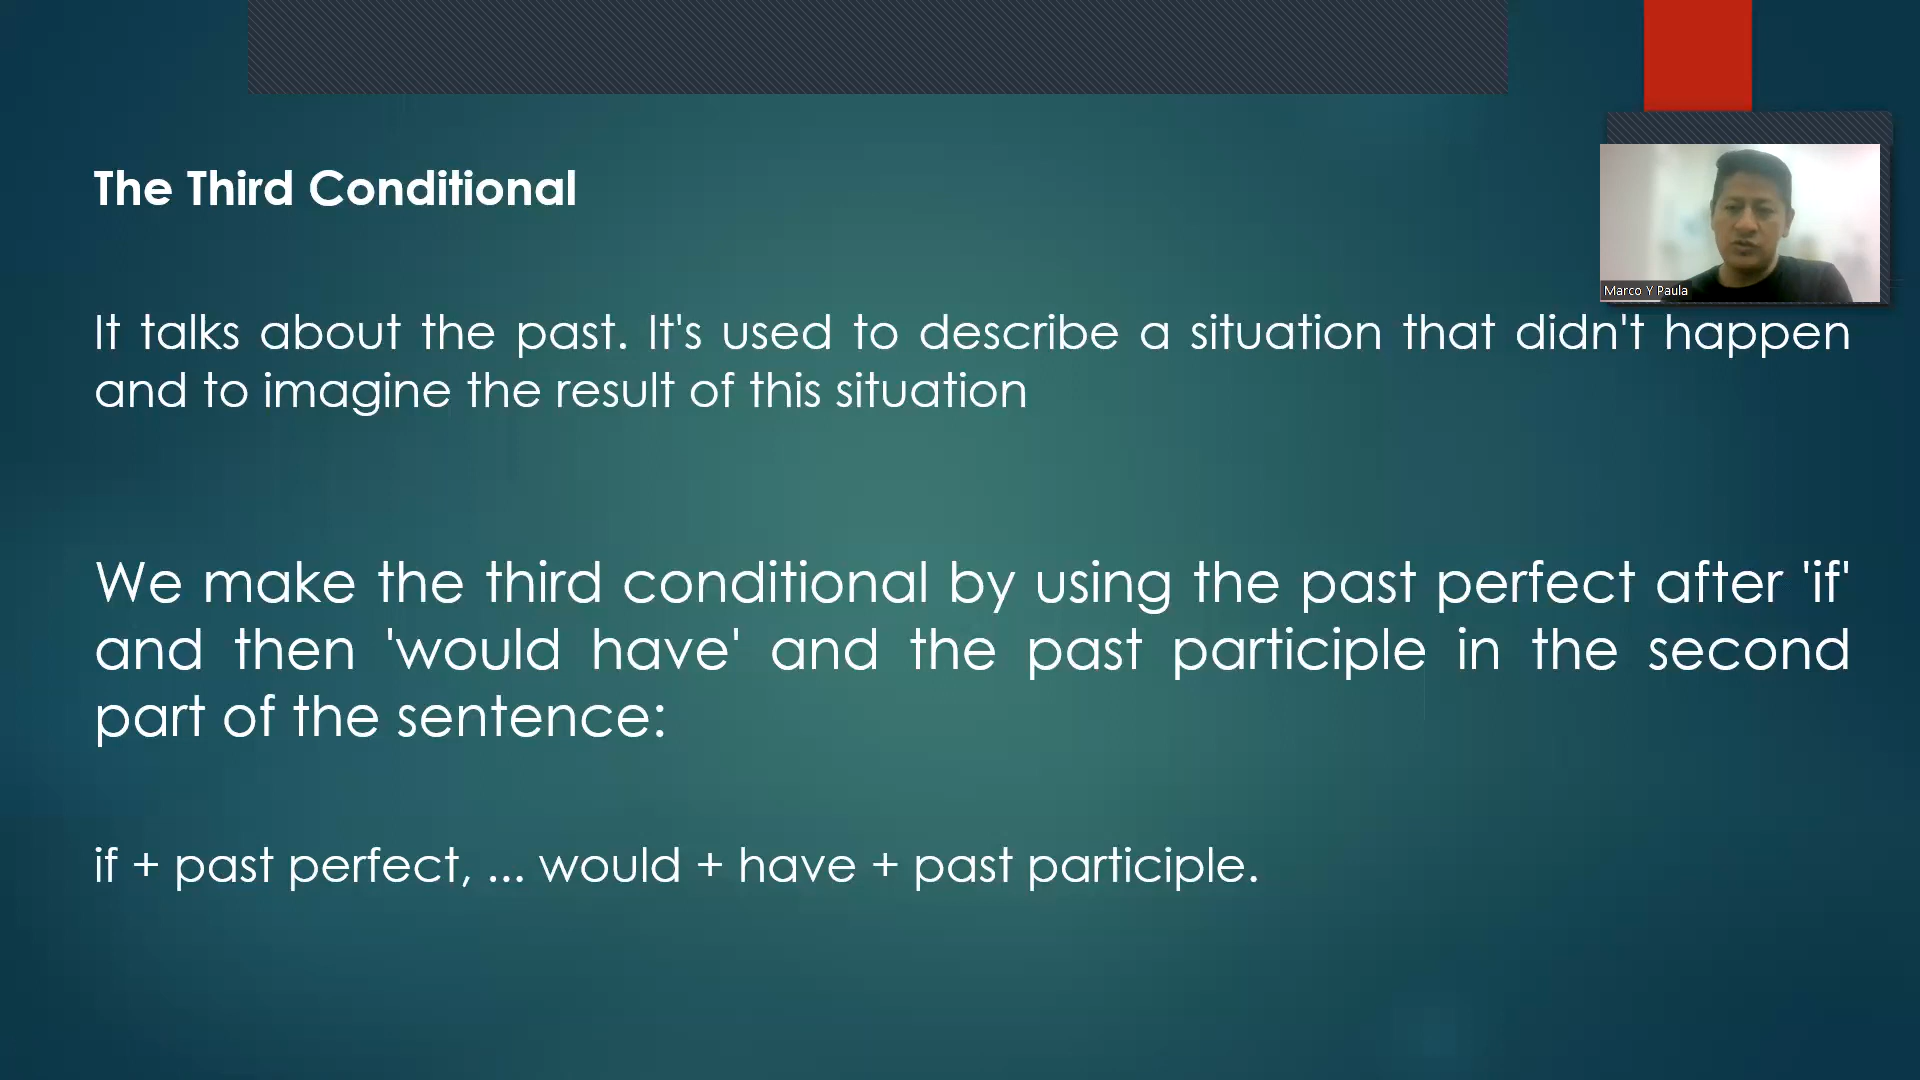 The Third Conditional
Marco Y Paula
It talks about the past. It's used to describe a situation that didn't happen
and to imagine the result of this situation
We make the third conditional by using the past perfect after 'if'
and then 'would have' and the past participle in the second
part of the sentence:
if + past perfect, ... would + have + past participle.